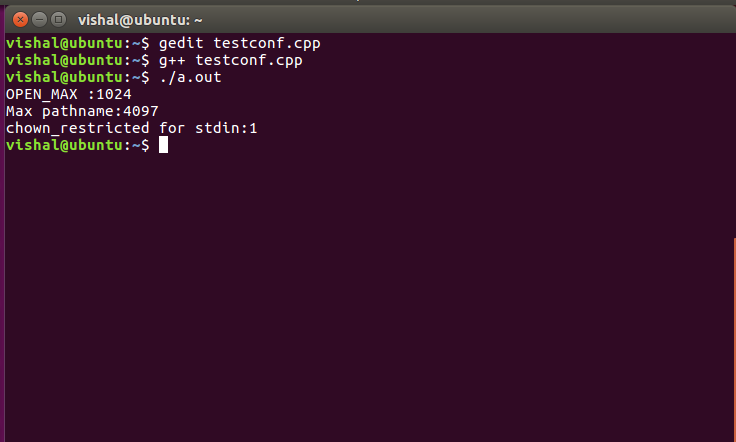 vishal@ubuntu: ~
vishal@ubuntu:~$ gedit testconf.cpp
vishal@ubuntu:~$ g++ testconf.cpp
vishal@ubuntu:~$ ./a.out
OPEN_MAX :1024
Max pathname:4097
chown_restricted for stdin:1
vishal@ubuntu:~$